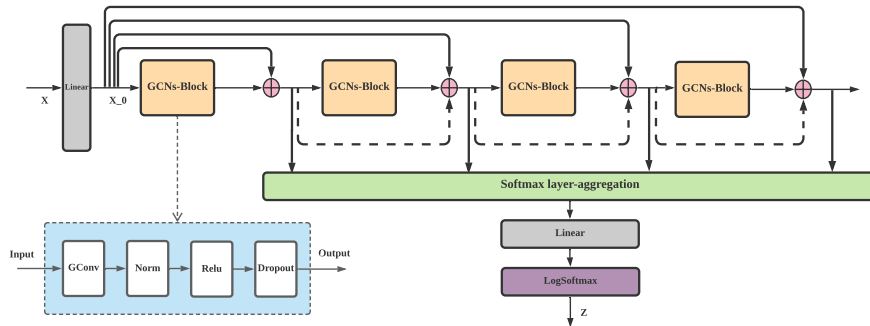 Linear
X
X_0
GCNs-Block
GCNs-Block
GCNs-Block
GCNs-Block
Softmax layer-aggregation
Linear
LogSoftmax
Z
Input
GConv
Norm
Relu
Dropout
Output